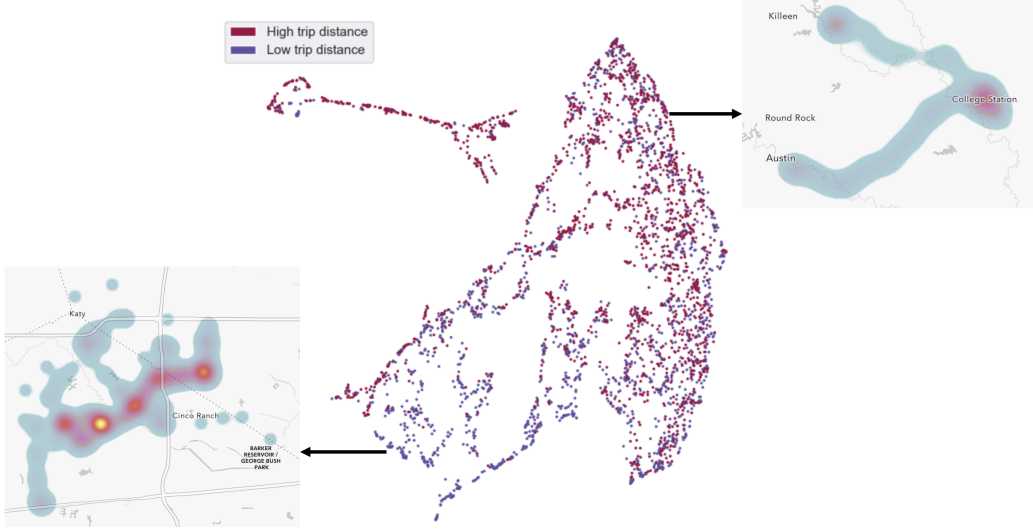 High trip distance
Low trip distance
Killeen
College Station
Round Rock
Austin
Katy
Cinco Ranch
BARKER
RESERVOIR /
GEORGE BUSH
PARK